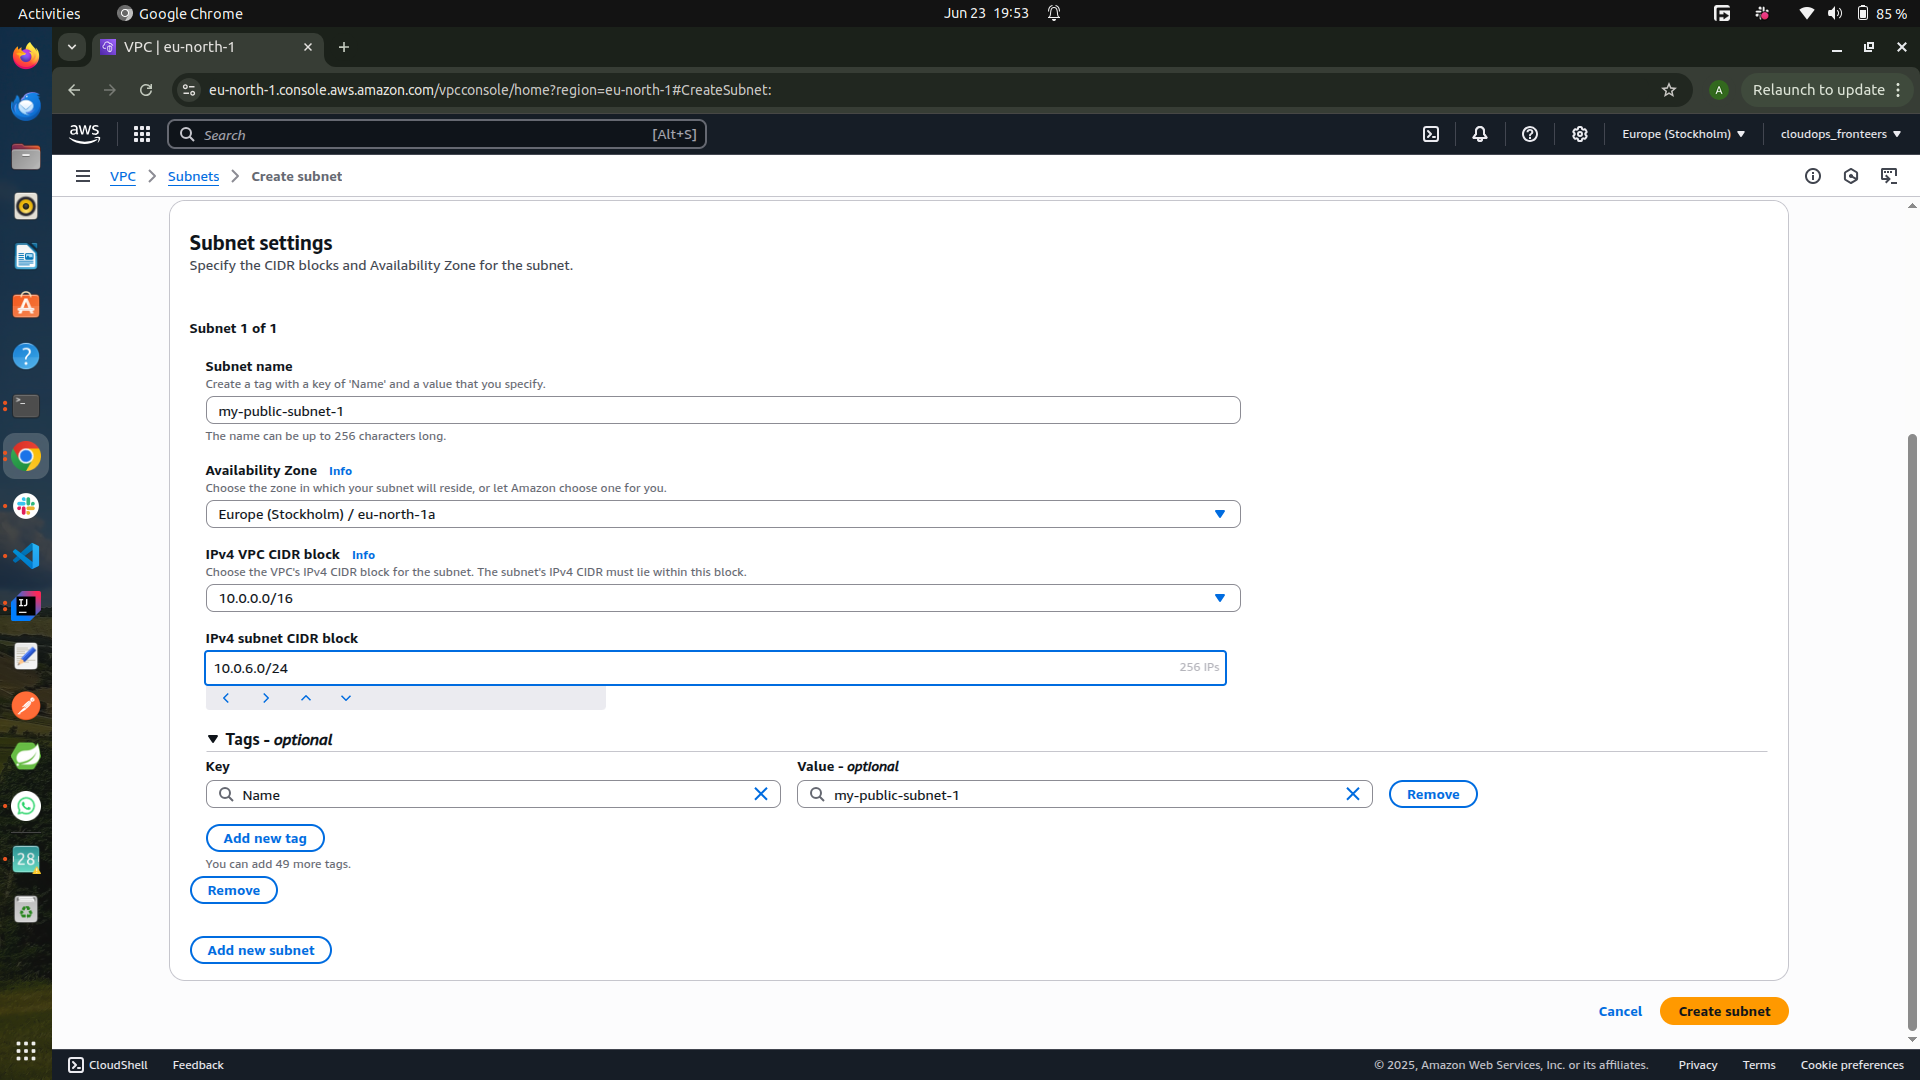 Activities
Google Chrome
Jun 23 19:53
85 %
VPC | eu-north-1
eu-north-1.console.aws.amazon.com/vpcconsole/home?region=eu-north-1#CreateSubnet:
A
Relaunch to update
aws
Search
[Alt+S]
Europe (Stockholm)
cloudops_fronteers
VPC
Subnets
Create subnet
Subnet settings
Specify the CIDR blocks and Availability Zone for the subnet.
Subnet 1 of 1
Subnet name
Create a tag with a key of 'Name' and a value that you specify.
my-public-subnet-1
The name can be up to 256 characters long.
Availability Zone Info
Choose the zone in which your subnet will reside, or let Amazon choose one for you.
Europe (Stockholm) / eu-north-1a
IPv4 VPC CIDR block Info
Choose the VPC's IPv4 CIDR block for the subnet. The subnet's IPv4 CIDR must lie within this block.
10.0.0.0/16
IPv4 subnet CIDR block
10.0.6.0/24
256 IPs
Tags - optional
Key
Value - optional
Name
my-public-subnet-1
Remove
Add new tag
You can add 49 more tags.
Remove
Add new subnet
Cancel
Create subnet
IJ
28
CloudShell
Feedback
© 2025, Amazon Web Services, Inc. or its affiliates.
Privacy
Terms
Cookie preferences